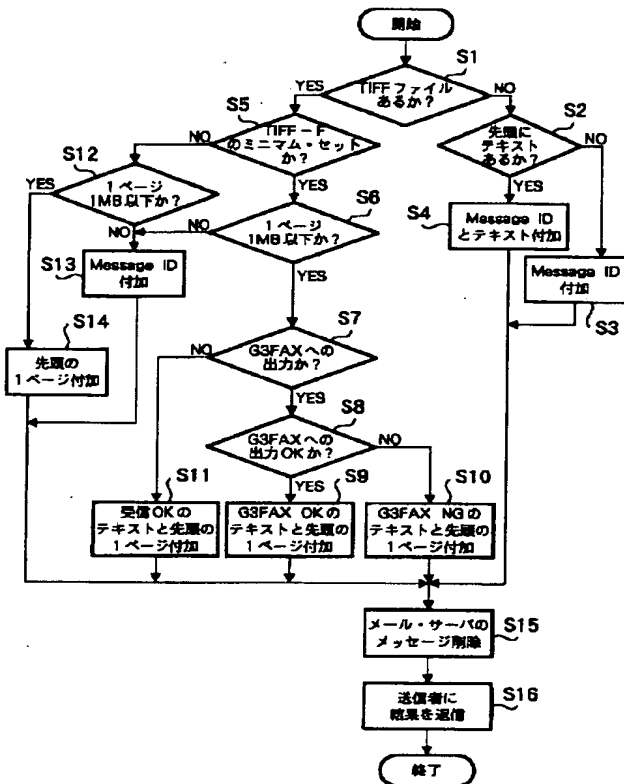 開始
S1
TIFFファイル
あるか?
YES
NO
S5
TIFF-F
のミニマム・セット
か?
NO
YES
S2
先頭に
テキスト
あるか?
NO
YES
S12
1ページ
1MB以下か?
YES
NO
S6
1ページ
1MB以下か?
NO
YES
S4
Message ID
とテキスト付加
S13
Message ID
付加
Message ID
付加
S3
S14
先頭の
1ページ付加
S7
G3FAXへの
出力か?
NO
YES
S8
G3FAXへの
出力OKか?
NO
YES
S11
受信OKの
テキストと先頭の
1ページ付加
S9
G3FAX OKの
テキストと先頭の
1ページ付加
S10
G3FAX NGの
テキストと先頭の
1ページ付加
メール・サーバの
メッセージ削除
S15
送信者に
結果を返信
S16
終了